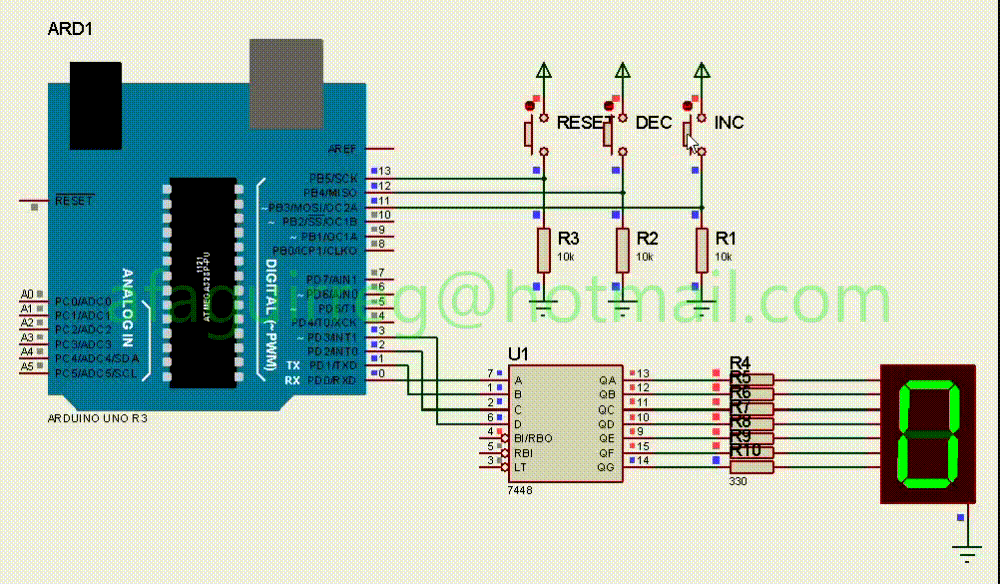 ARD1
RESET DEC INC
AREF
PB5/SCK 13
PB4/MISO 12
~PB3/MOSI/OC2A 11
~PB2/SS/OC1B 10
~PB1/OC1A 9
PB0/ICP1/CLKO 8
RESET
R3 R2 R1
10k 10k 10k
1121
ATMEGA328P-PU
ANALOG IN
DIGITAL (~PWM)
PD7/AIN1 7
~PD6/AIN0 6
~PD5/T1 5
PD4/T0/XCK 4
~PD3/INT1 3
PD2/INT0 2
TX PD1/TXD 1
RX PD0/RXD 0
A0 PC0/ADC0
A1 PC1/ADC1
A2 PC2/ADC2
A3 PC3/ADC3
A4 PC4/ADC4/SDA
A5 PC5/ADC5/SCL
ARDUINO UNO R3
@hotmail.com
U1
7 A QA 13
1 B QB 12
2 C QC 11
6 D QD 10
4 BI/RBO QE 9
5 RBI QF 15
3 LT QG 14
7448
R4
R5
R6
R7
R8
R9
R10
330
0